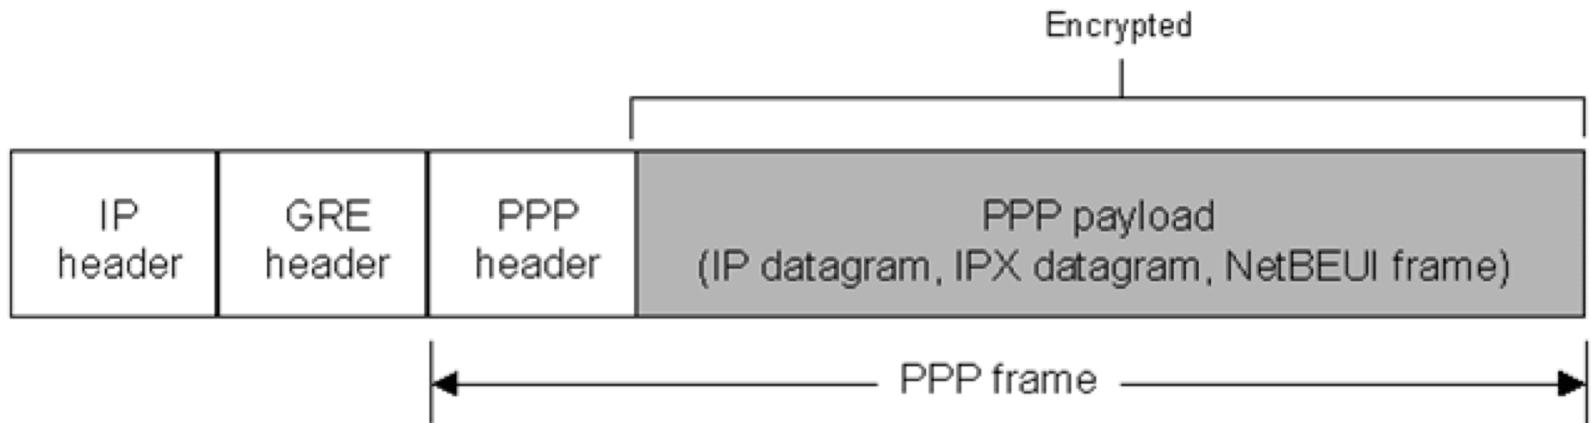 Encrypted
IP
header
GRE
header
PPP
header
PPP payload
(IP datagram, IPX datagram, NetBEUI frame)
PPP frame